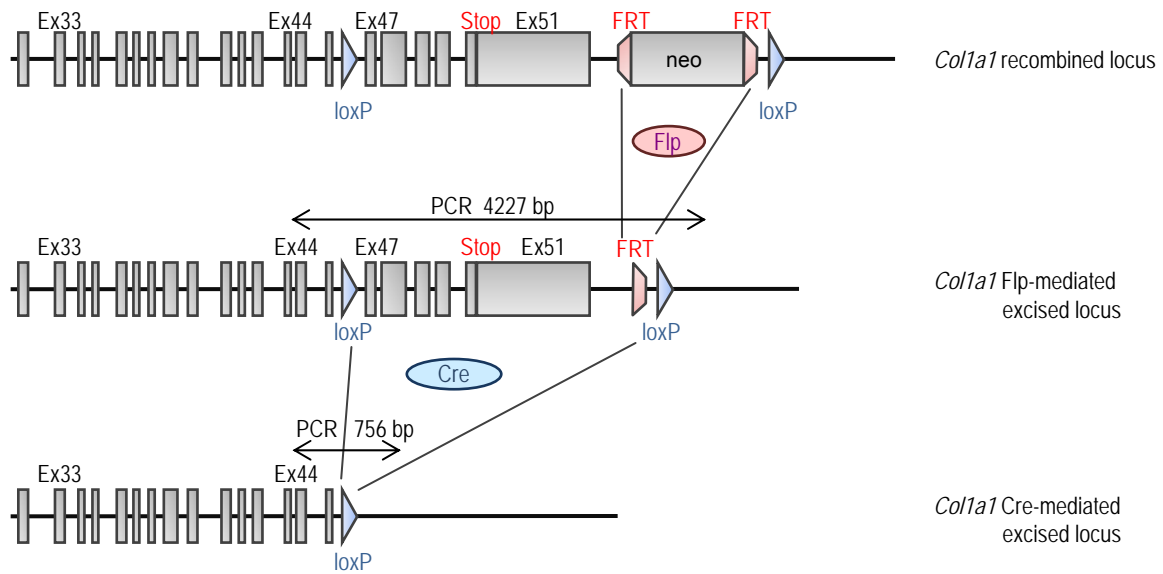 Ex33 Ex44 Ex47 Stop Ex51 FRT FRT
neo
Col1a1 recombined locus
loxP loxP
Flp
PCR 4227 bp
Ex33 Ex44 Ex47 Stop Ex51 FRT
Col1a1 Flp-mediated
excised locus
loxP loxP
Cre
PCR 756 bp
Ex33 Ex44
Col1a1 Cre-mediated
excised locus
loxP